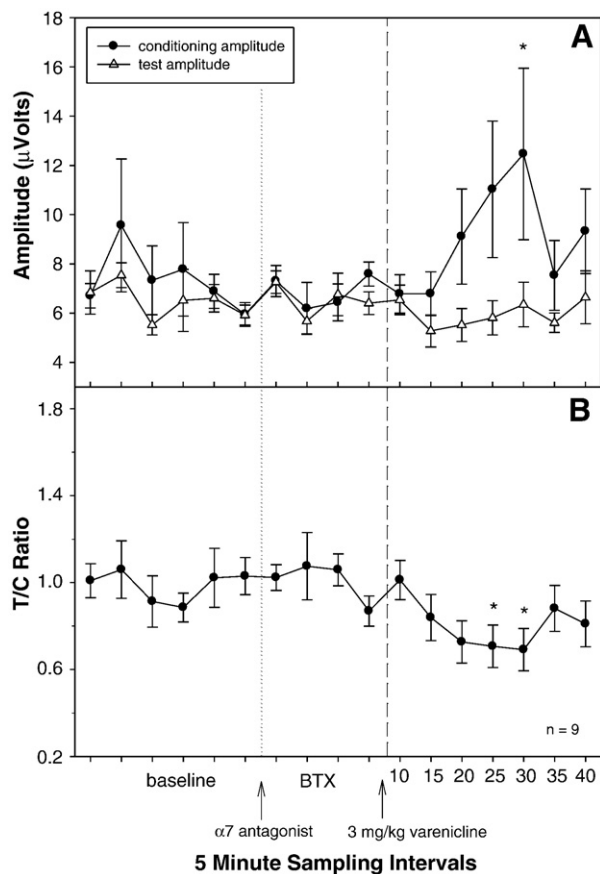 A
conditioning amplitude
test amplitude
*
18
16
14
12
10
8
6
4
Amplitude (μVolts)
B
1.8
1.4
1.0
0.6
0.2
T/C Ratio
* *
n = 9
baseline BTX 10 15 20 25 30 35 40
α7 antagonist 3 mg/kg varenicline
5 Minute Sampling Intervals